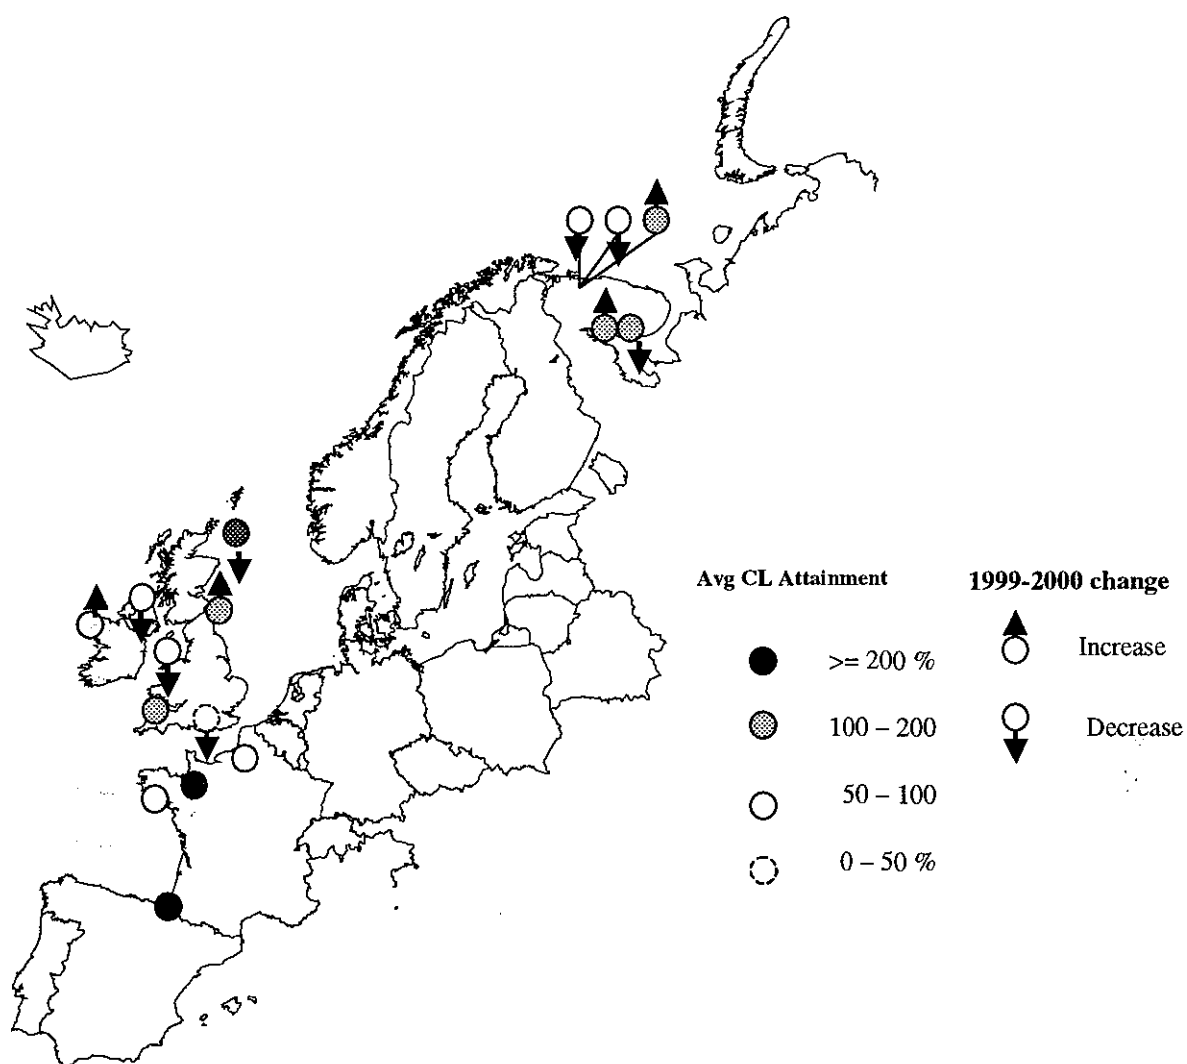 Avg CL Attainment
>= 200 %
100 – 200
50 – 100
0 – 50 %
1999-2000 change
Increase
Decrease